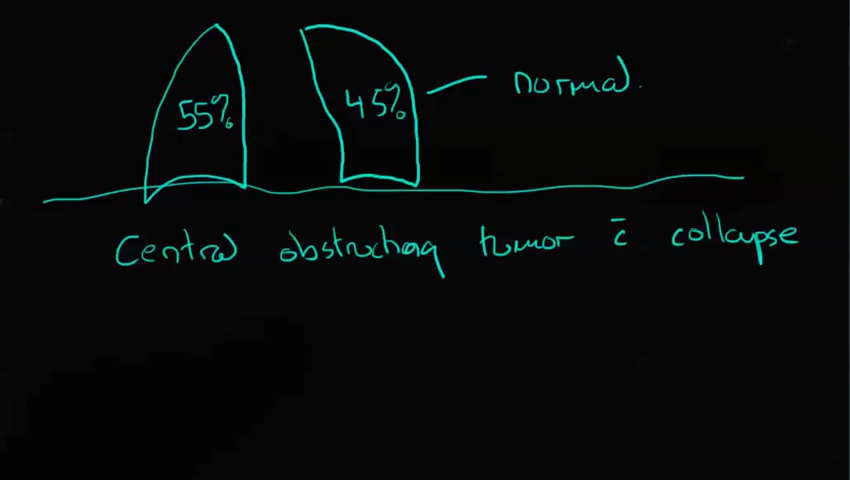 55% 45% normal.
Central obstructing tumor c̄ collapse